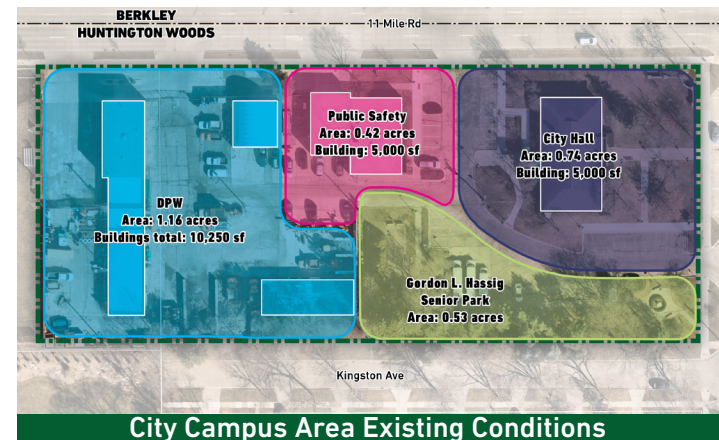 BERKLEY
11 Mile Rd
HUNTINGTON WOODS
Public Safety
Area: 0.42 acres
Building: 5,000 sf
City Hall
Area: 0.74 acres
Building: 5,000 sf
DPW
Area: 1.16 acres
Buildings total: 10,250 sf
Gordon L. Hassig
Senior Park
Area: 0.53 acres
Kingston Ave
City Campus Area Existing Conditions